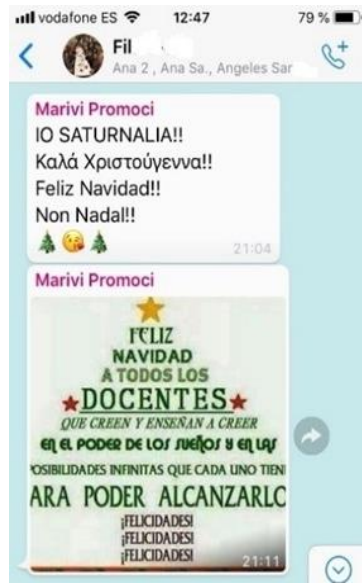 vodafone ES 12:47 79 %
Fil
Ana 2 , Ana Sa., Angeles Sar
Marivi Promoci
IO SATURNALIA!!
Καλά Χριστούγεννα!!
Feliz Navidad!!
Non Nadal!!
21:04
Marivi Promoci
FELIZ
NAVIDAD
A TODOS LOS
DOCENTES
QUE CREEN Y ENSEÑAN A CREER
EN EL PODER DE LOS SUEÑOS Y EN LAS
POSIBILIDADES INFINITAS QUE CADA UNO TIEN
ARA PODER ALCANZARLO
¡FELICIDADES!
¡FELICIDADES!
¡FELICIDADES!
21:11